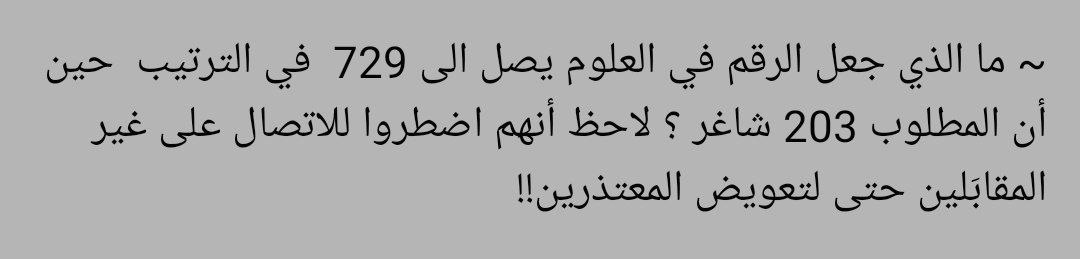 ~ ما الذي جعل الرقم في العلوم يصل الى 729 في الترتيب حين
أن المطلوب 203 شاغر ؟ لاحظ أنهم اضطروا للاتصال على غير
المقابَلين حتى لتعويض المعتذرين!!